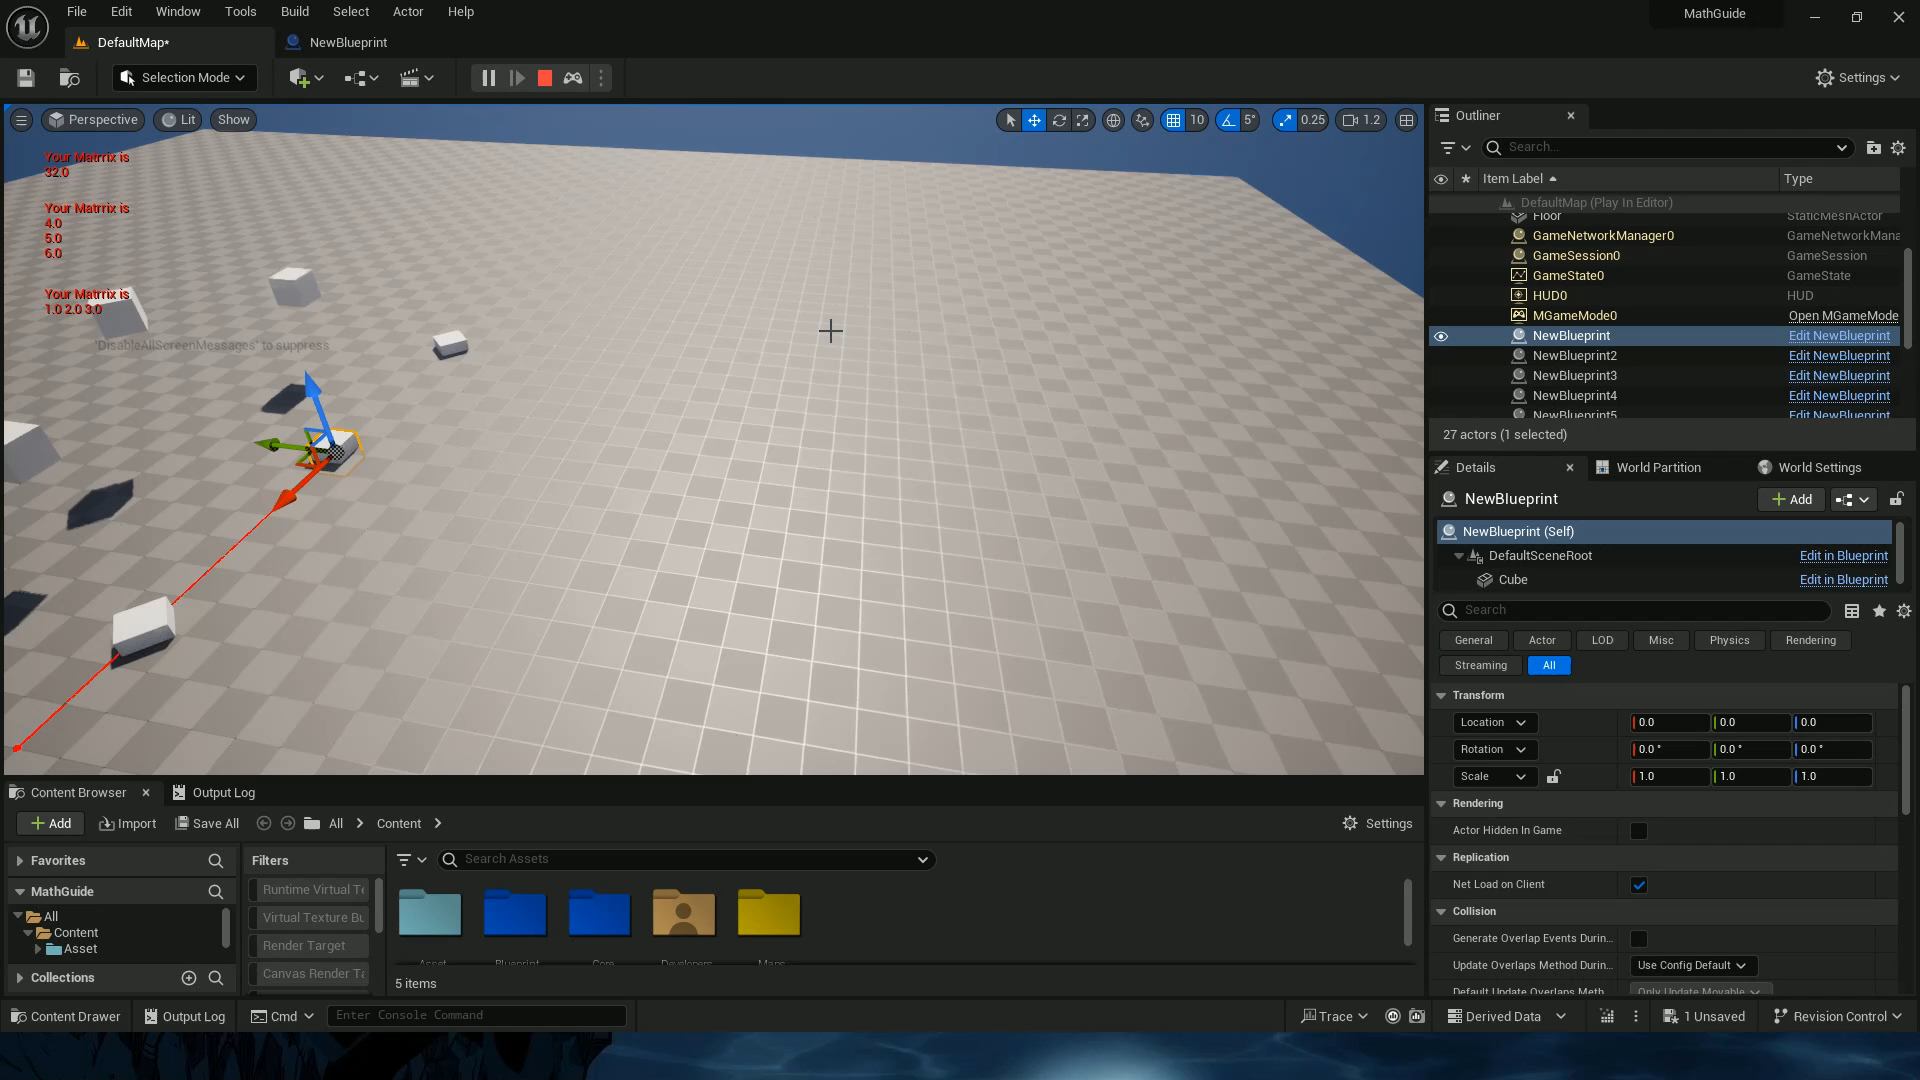 File Edit Window Tools Build Select Actor Help
MathGuide
DefaultMap*
NewBlueprint
Selection Mode
Settings
Perspective
Lit
Show
10
5°
0.25
1.2
Your Matrrix is
32.0
Your Matrrix is
4.0
5.0
6.0
Your Matrrix is
1.0 2.0 3.0
'DisableAllScreenMessages' to suppress
Outliner
Search...
Item Label
Type
DefaultMap (Play In Editor)
Floor StaticMeshActor
GameNetworkManager0 GameNetworkMana
GameSession0 GameSession
GameState0 GameState
HUD0 HUD
MGameMode0 Open MGameMode
NewBlueprint Edit NewBlueprint
NewBlueprint2 Edit NewBlueprint
NewBlueprint3 Edit NewBlueprint
NewBlueprint4 Edit NewBlueprint
NewBlueprint5 Edit NewBlueprint
27 actors (1 selected)
Details
World Partition
World Settings
NewBlueprint
Add
NewBlueprint (Self)
DefaultSceneRoot Edit in Blueprint
Cube Edit in Blueprint
Search
General Actor LOD Misc Physics Rendering
Streaming All
Transform
Location 0.0 0.0 0.0
Rotation 0.0 ° 0.0 ° 0.0 °
Scale 1.0 1.0 1.0
Rendering
Actor Hidden In Game
Replication
Net Load on Client
Collision
Generate Overlap Events Durin...
Update Overlaps Method Durin... Use Config Default
Default Update Overlaps Meth... Only Update Movable
Content Browser
Output Log
Add
Import
Save All
All
Content
Settings
Favorites
MathGuide
All
Content
Asset
Collections
Filters
Runtime Virtual Te
Virtual Texture Bu
Render Target
Canvas Render Ta
Search Assets
Asset Blueprint Core Developers Maps
5 items
Content Drawer
Output Log
Cmd
Enter Console Command
Trace
Derived Data
1 Unsaved
Revision Control